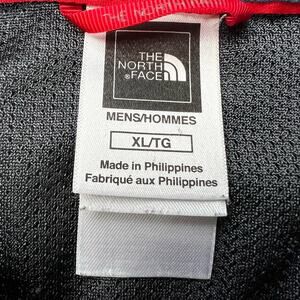 THE
NORTH
FACE
MENS/HOMMES
XL/TG
Made in Philippines
Fabriqué aux Philippines